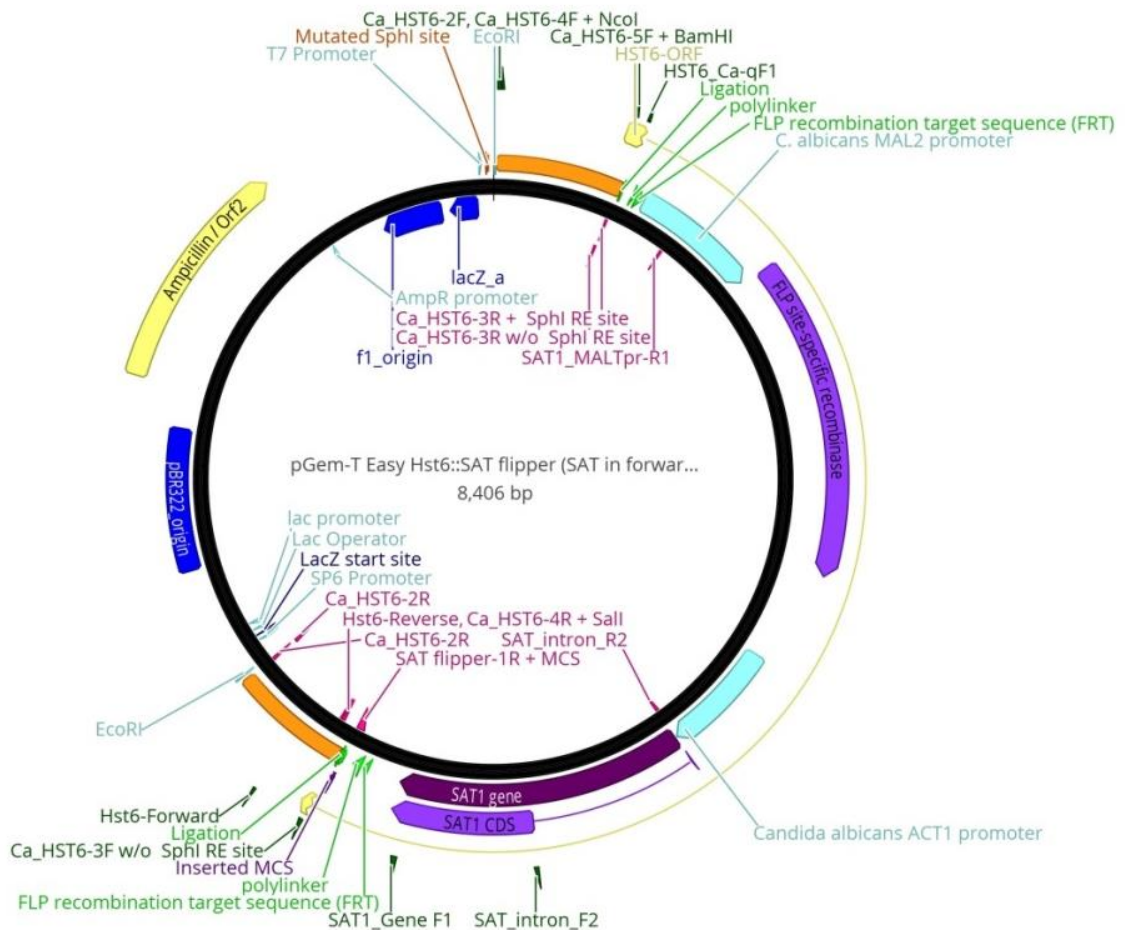 Ca_HST6-2F, Ca_HST6-4F + NcoI
Mutated SphI site
EcoRI
Ca_HST6-5F + BamHI
T7 Promoter
HST6-ORF
HST6_Ca-qF1
Ligation
polylinker
FLP recombination target sequence (FRT)
C. albicans MAL2 promoter
Ampicillin / Orf2
lacZ_a
AmpR promoter
Ca_HST6-3R + SphI RE site
Ca_HST6-3R w/o SphI RE site
f1_origin
SAT1_MALTpr-R1
FLP site-specific recombinase
pGem-T Easy Hst6::SAT flipper (SAT in forwar...
8,406 bp
pBR322_origin
lac promoter
Lac Operator
LacZ start site
SP6 Promoter
Ca_HST6-2R
Hst6-Reverse, Ca_HST6-4R + SalI
Ca_HST6-2R
SAT_intron_R2
SAT flipper-1R + MCS
EcoRI
SAT1 gene
SAT1 CDS
Candida albicans ACT1 promoter
Hst6-Forward
Ligation
Ca_HST6-3F w/o SphI RE site
Inserted MCS
polylinker
FLP recombination target sequence (FRT)
SAT1_Gene F1
SAT_intron_F2